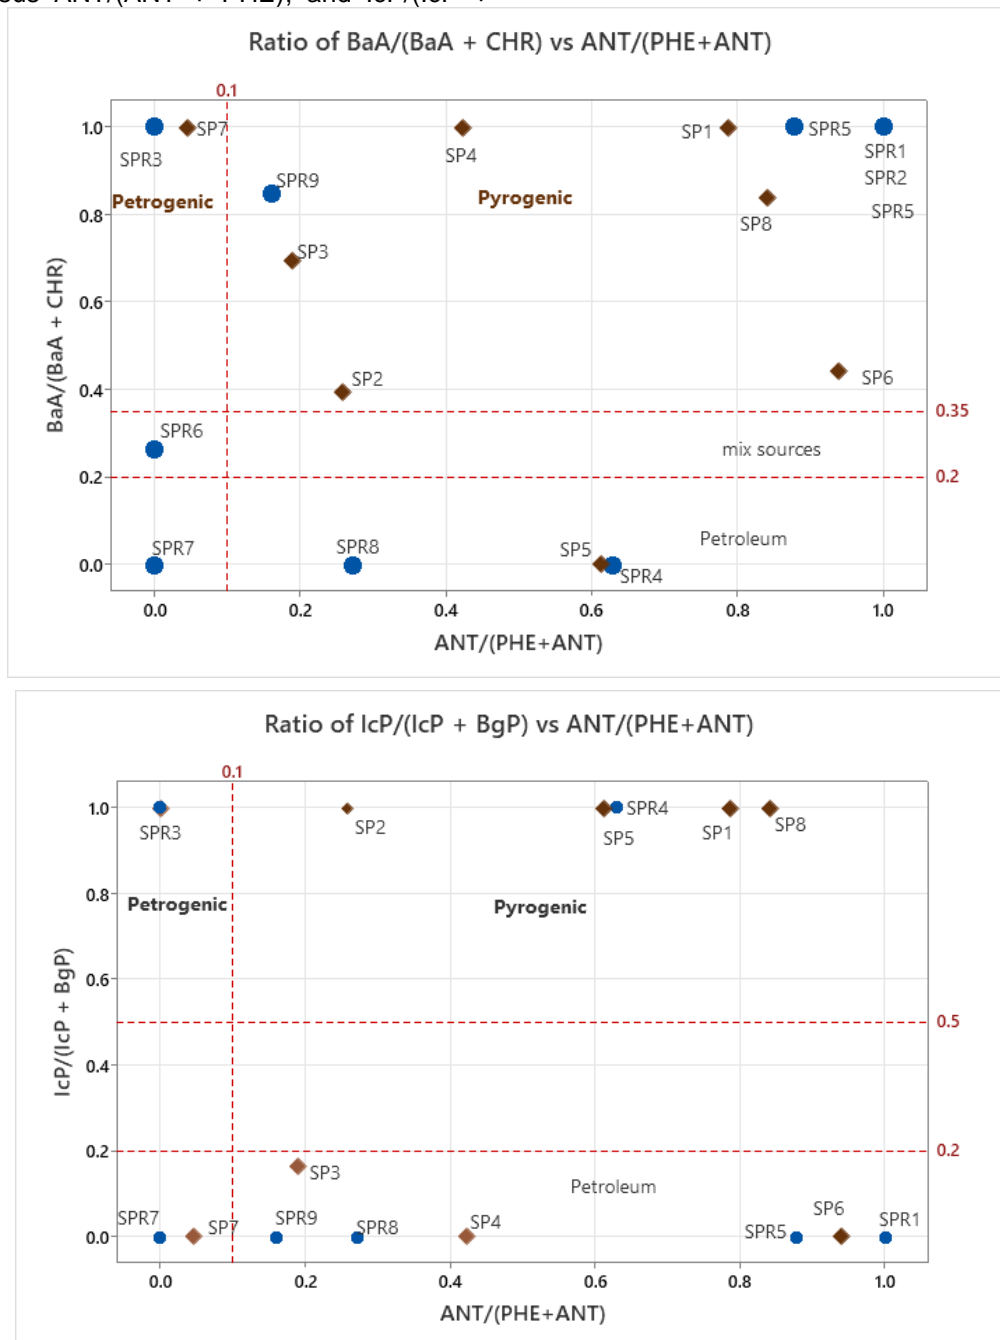 ANT/(ANT + PHE), and IcP/(IcP +
Ratio of BaA/(BaA + CHR) vs ANT/(PHE+ANT)
0.1
1.0
SPR3
SP7
SP4
SP1
SPR5
SPR1
SPR2
SPR5
Petrogenic
SPR9
Pyrogenic
SP8
0.8
SP3
BaA/(BaA + CHR)
0.6
SP2
SP6
0.4
0.35
SPR6
mix sources
0.2
0.2
SPR7
SPR8
SP5
Petroleum
SPR4
0.0
0.0 0.2 0.4 0.6 0.8 1.0
ANT/(PHE+ANT)
Ratio of IcP/(IcP + BgP) vs ANT/(PHE+ANT)
0.1
1.0
SPR3
SP2
SP5
SPR4
SP1
SP8
0.8
Petrogenic
Pyrogenic
0.6
IcP/(IcP + BgP)
0.5
0.4
0.2
0.2
SP3
Petroleum
SPR7
SP7
SPR9
SPR8
SP4
SPR5
SP6
SPR1
0.0
0.0 0.2 0.4 0.6 0.8 1.0
ANT/(PHE+ANT)